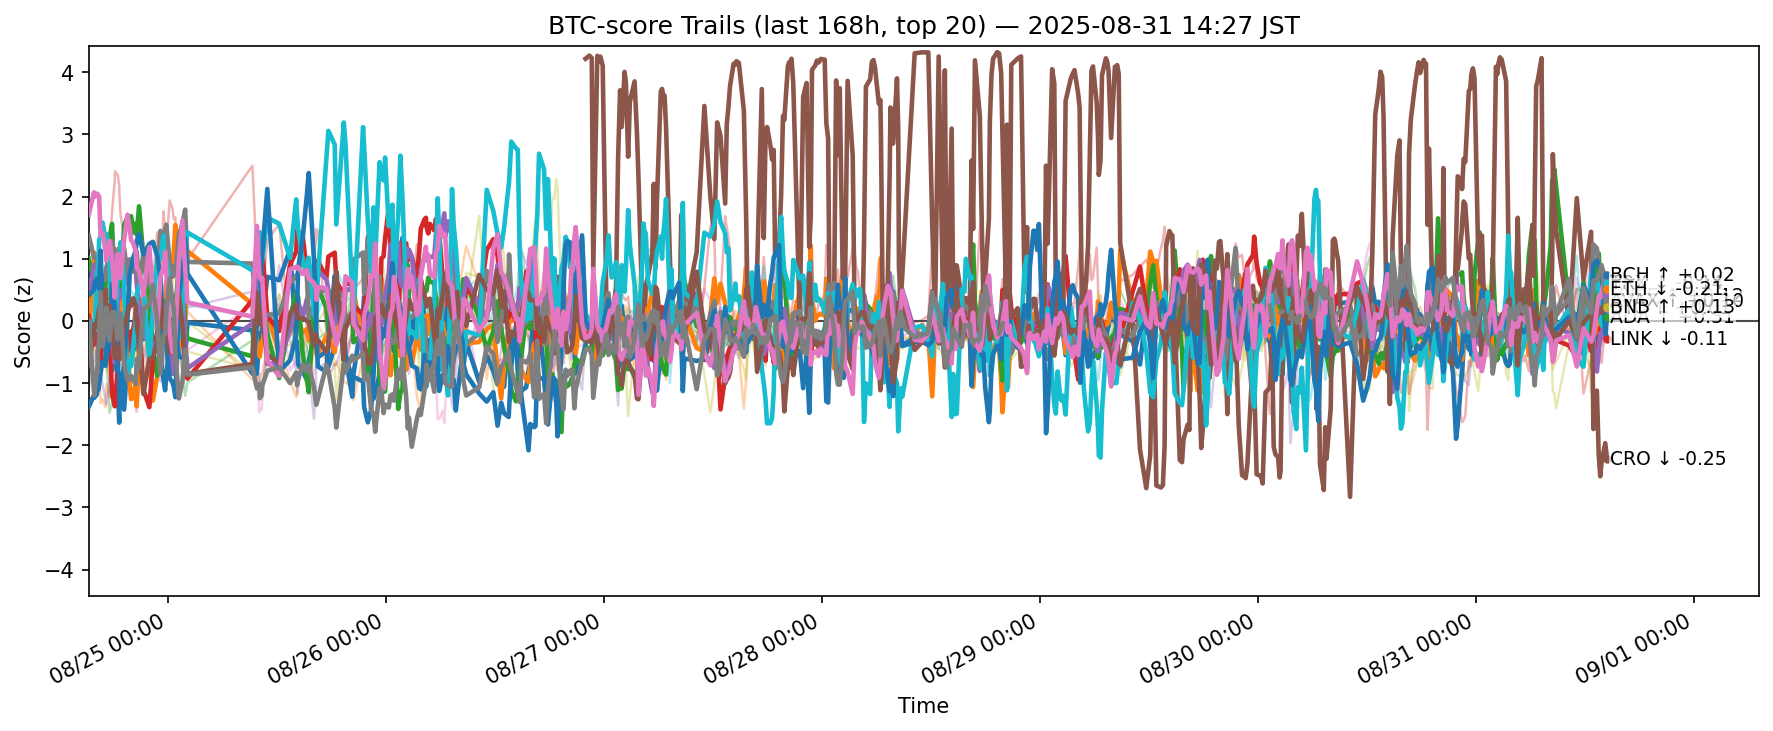 BTC-score Trails (last 168h, top 20) — 2025-08-31 14:27 JST
Score (z)
4
3
2
1
0
−1
−2
−3
−4
BCH ↑ +0.02
ETH ↓ -0.21
BNB ↑ +0.13
ADA ↑ +0.31
LINK ↓ -0.11
CRO ↓ -0.25
08/25 00:00
08/26 00:00
08/27 00:00
08/28 00:00
08/29 00:00
08/30 00:00
08/31 00:00
09/01 00:00
Time